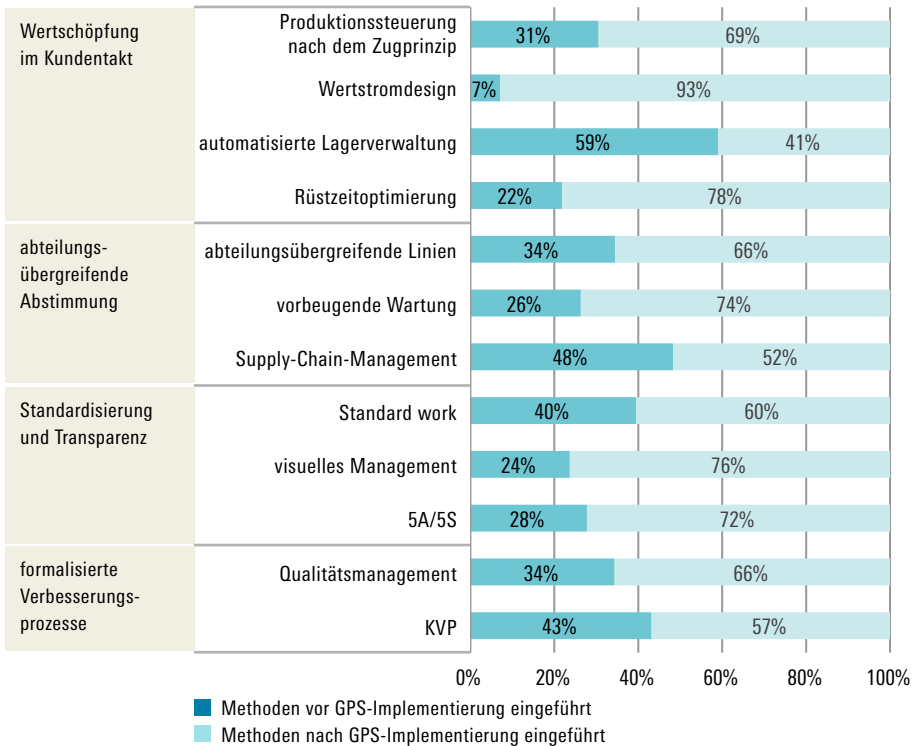 Wertschöpfung
im Kundentakt
Produktionssteuerung
nach dem Zugprinzip
31% 69%
Wertstromdesign
7% 93%
automatisierte Lagerverwaltung
59% 41%
Rüstzeitoptimierung
22% 78%
abteilungs-
übergreifende
Abstimmung
abteilungsübergreifende Linien
34% 66%
vorbeugende Wartung
26% 74%
Supply-Chain-Management
48% 52%
Standardisierung
und Transparenz
Standard work
40% 60%
visuelles Management
24% 76%
5A/5S
28% 72%
formalisierte
Verbesserungs-
prozesse
Qualitätsmanagement
34% 66%
KVP
43% 57%
0% 20% 40% 60% 80% 100%
Methoden vor GPS-Implementierung eingeführt
Methoden nach GPS-Implementierung eingeführt